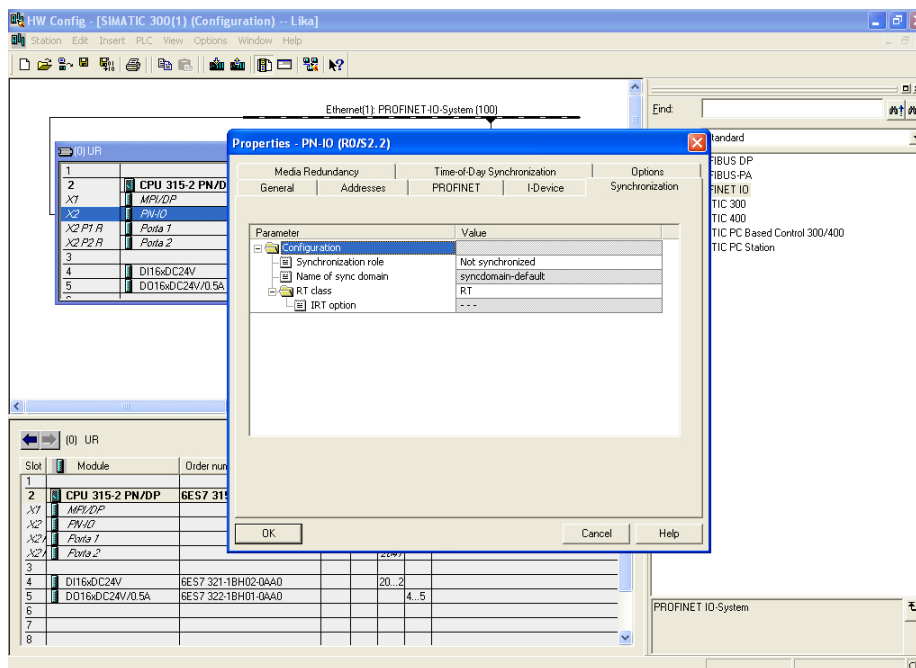 HW Config - [SIMATIC 300(1) (Configuration) -- Lika]
Station Edit Insert PLC View Options Window Help
Ethernet(1): PROFINET-IO-System (100)
Find:
(0) UR
1
2 CPU 315-2 PN/D
X1 MPI/DP
X2 PN-IO
X2 P1 R Porta 1
X2 P2 R Porta 2
3
4 DI16xDC24V
5 DO16xDC24V/0.5A
Properties - PN-IO (R0/S2.2)
Media Redundancy Time-of-Day Synchronization Options
General Addresses PROFINET I-Device Synchronization
Parameter Value
Configuration
Synchronization role Not synchronized
Name of sync domain syncdomain-default
RT class RT
IRT option - - -
OK Cancel Help
tandard
FIBUS DP
FIBUS-PA
FINET IO
TIC 300
TIC 400
TIC PC Based Control 300/400
TIC PC Station
(0) UR
Slot Module Order num
1
2 CPU 315-2 PN/DP 6ES7 315
X1 MPI/DP
X2 PN-IO
X2 Porta 1
X2 Porta 2 2041
3
4 DI16xDC24V 6ES7 321-1BH02-0AA0 20...2
5 DO16xDC24V/0.5A 6ES7 322-1BH01-0AA0 4...5
6
7
8
PROFINET IO-System